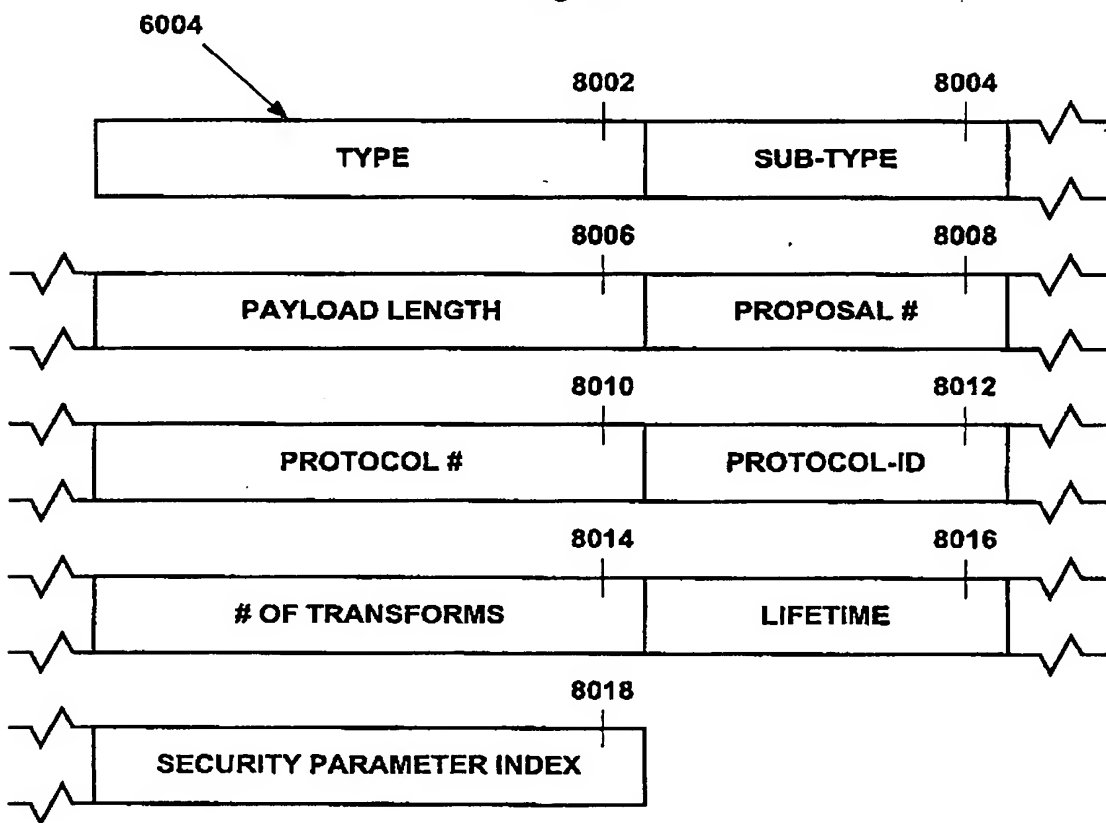 6004
8002 8004
TYPE SUB-TYPE
8006 8008
PAYLOAD LENGTH PROPOSAL #
8010 8012
PROTOCOL # PROTOCOL-ID
8014 8016
# OF TRANSFORMS LIFETIME
8018
SECURITY PARAMETER INDEX